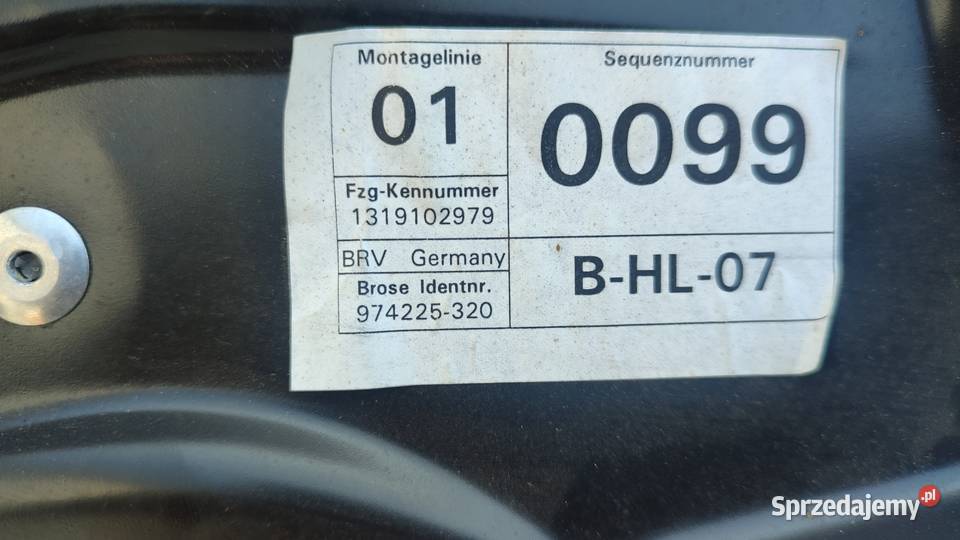 Montagelinie
01
Sequenznummer
0099
Fzg-Kennummer
1319102979
BRV Germany
Brose Identnr.
974225-320
B-HL-07
Sprzedajemy.pl